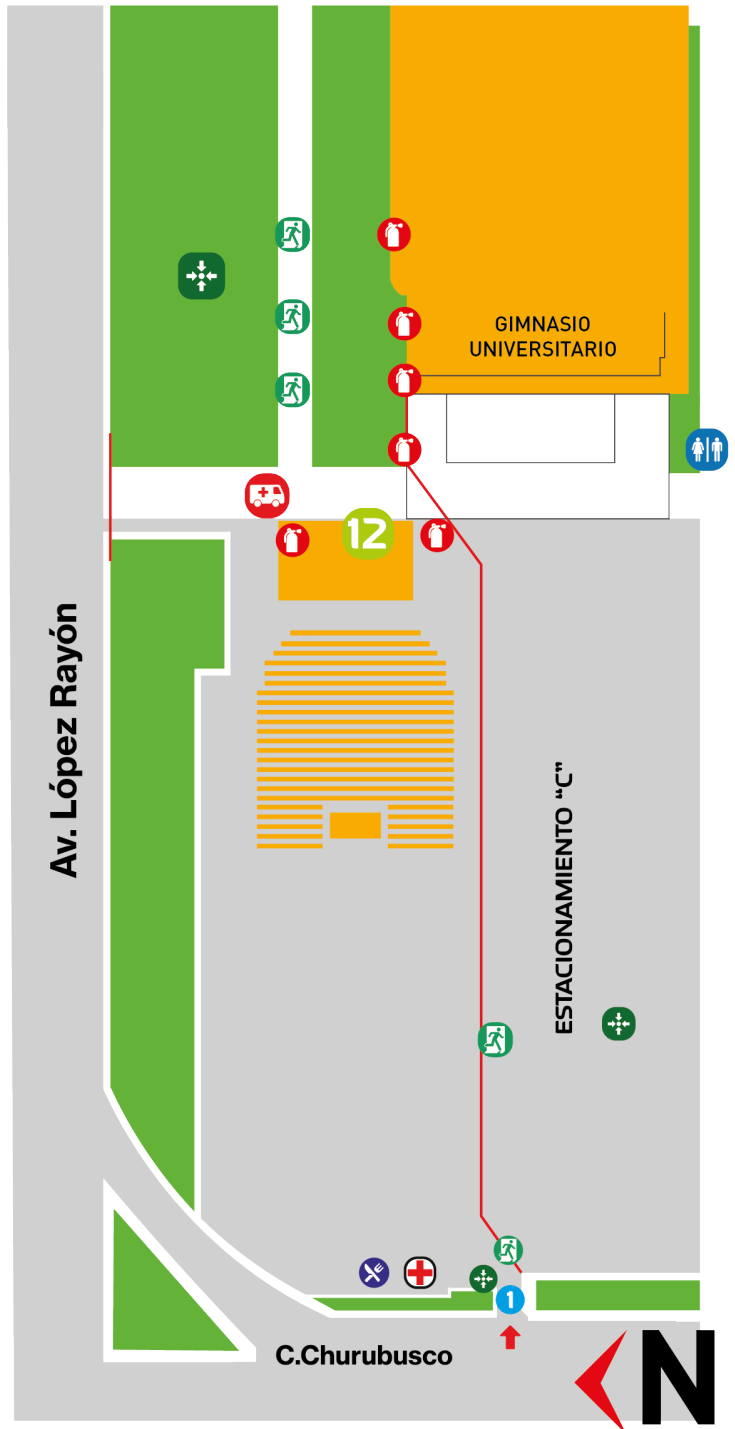 GIMNASIO
UNIVERSITARIO
12
Av. López Rayón
ESTACIONAMIENTO “C”
1
C.Churubusco
N